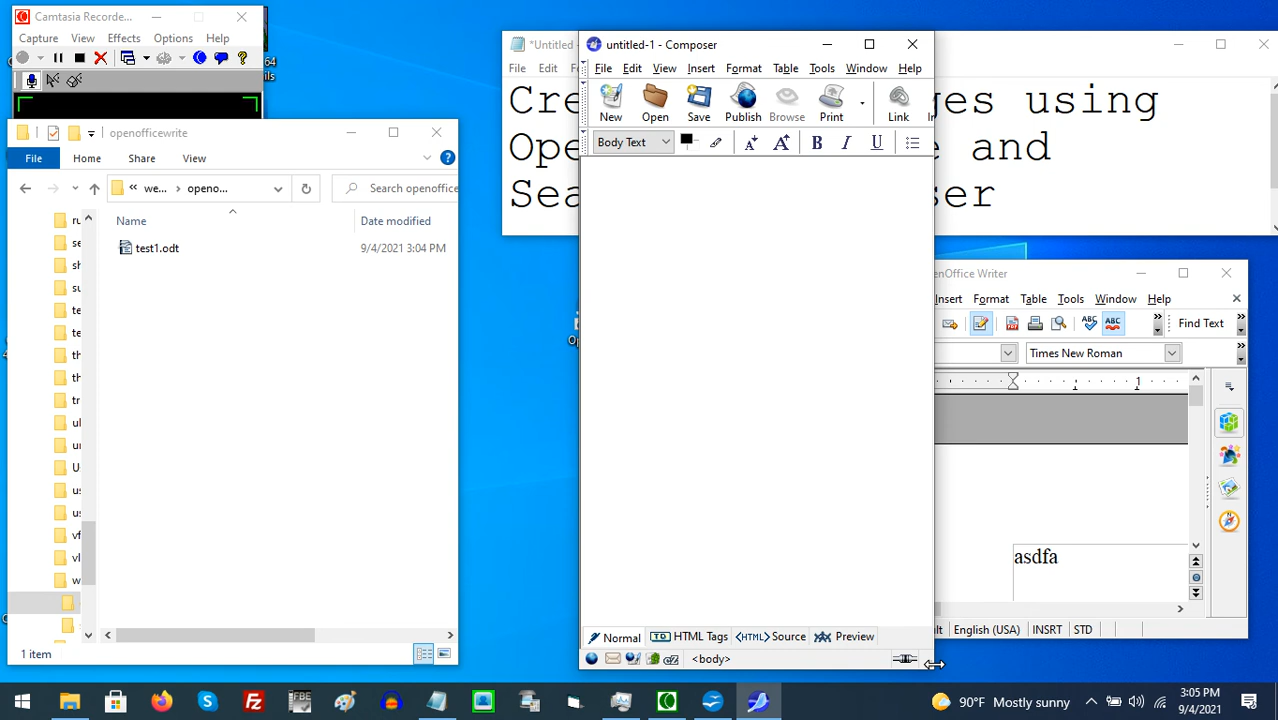 Camtasia Recorde...
Capture View Effects Options Help
openofficewrite
File Home Share View
« we... › openo...
Search openoffice
Name Date modified
test1.odt 9/4/2021 3:04 PM
1 item
*Untitled
File Edit
Cre ges using
Ope e and
Sea ser
untitled-1 - Composer
File Edit View Insert Format Table Tools Window Help
New Open Save Publish Browse Print Link
Body Text
B I U
Normal HTML Tags Source Preview
<body>
enOffice Writer
Insert Format Table Tools Window Help
Find Text
Times New Roman
1
asdfa
English (USA) INSRT STD
90°F Mostly sunny
3:05 PM
9/4/2021